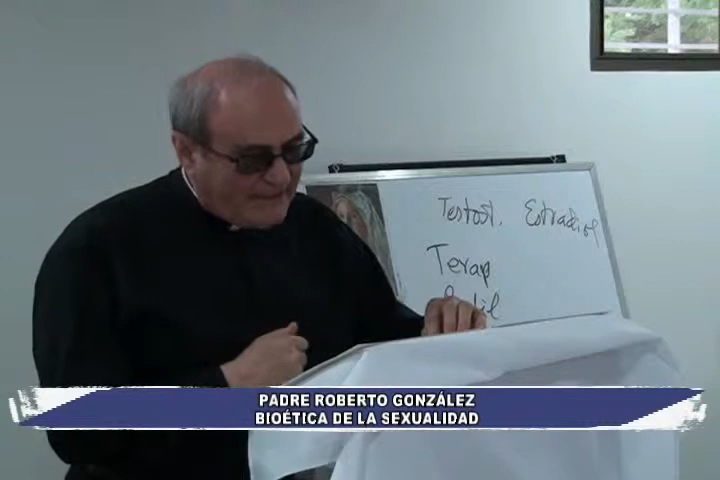 Testost. Estradiol
Terap
PADRE ROBERTO GONZÁLEZ
BIOÉTICA DE LA SEXUALIDAD